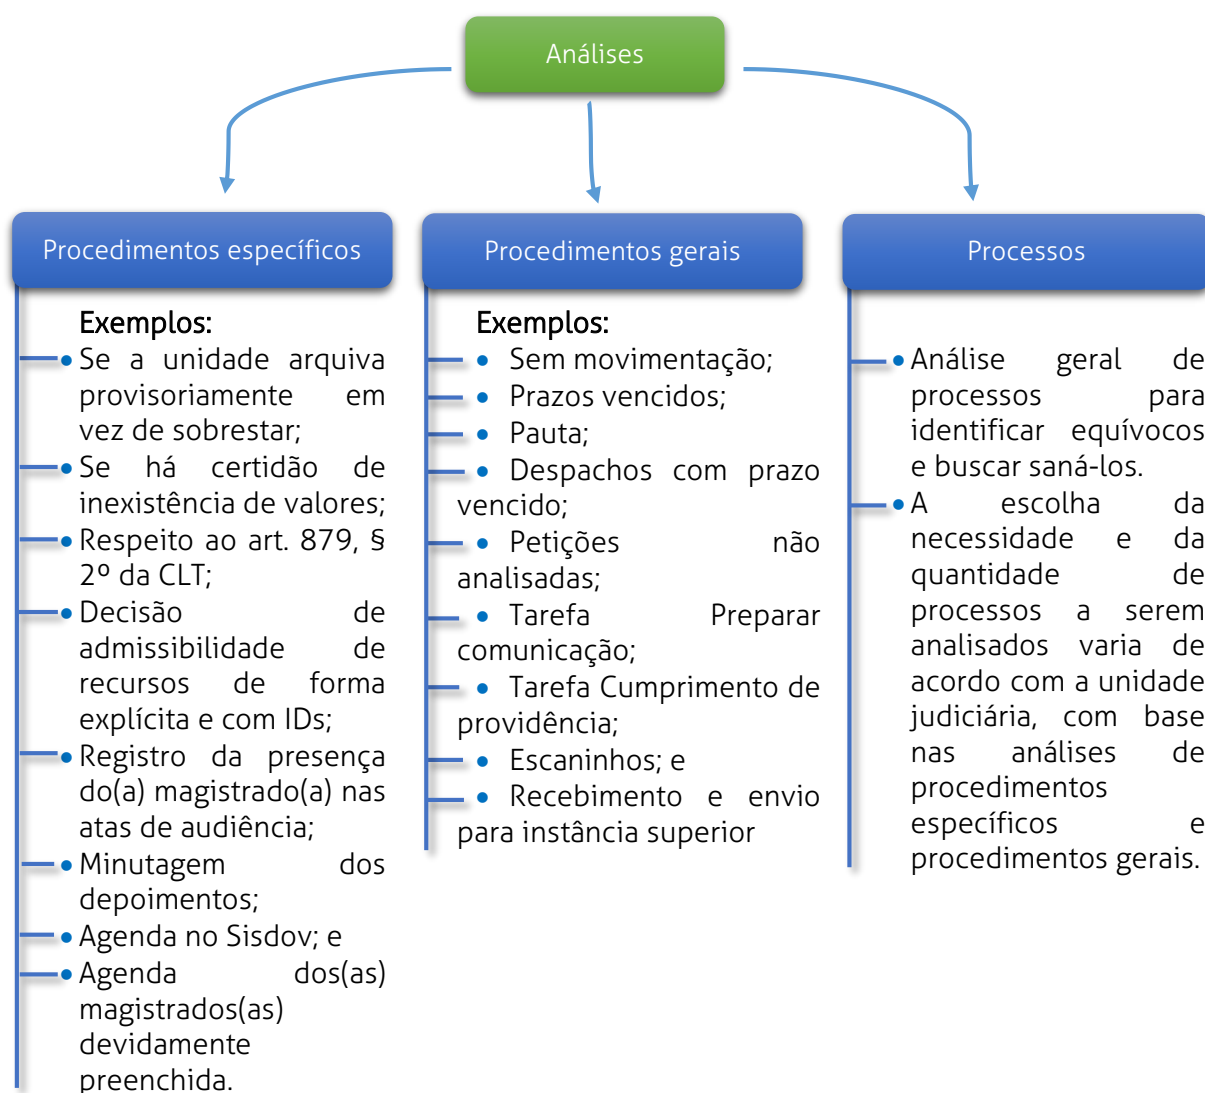 Análises
Procedimentos específicos
Exemplos:
• Se a unidade arquiva
provisoriamente em
vez de sobrestar;
• Se há certidão de
inexistência de valores;
• Respeito ao art. 879, §
2º da CLT;
• Decisão de
admissibilidade de
recursos de forma
explícita e com IDs;
• Registro da presença
do(a) magistrado(a) nas
atas de audiência;
• Minutagem dos
depoimentos;
• Agenda no Sisdov; e
• Agenda dos(as)
magistrados(as)
devidamente
preenchida.
Procedimentos gerais
Exemplos:
• Sem movimentação;
• Prazos vencidos;
• Pauta;
• Despachos com prazo
vencido;
• Petições não
analisadas;
• Tarefa Preparar
comunicação;
• Tarefa Cumprimento de
providência;
• Escaninhos; e
• Recebimento e envio
para instância superior
Processos
• Análise geral de
processos para
identificar equívocos
e buscar saná-los.
• A escolha da
necessidade e da
quantidade de
processos a serem
analisados varia de
acordo com a unidade
judiciária, com base
nas análises de
procedimentos
específicos e
procedimentos gerais.